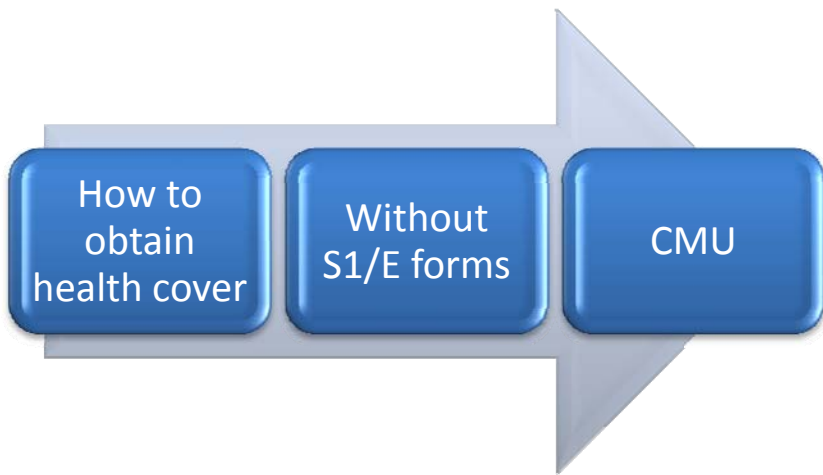 How to
obtain
health cover
Without
S1/E forms
CMU